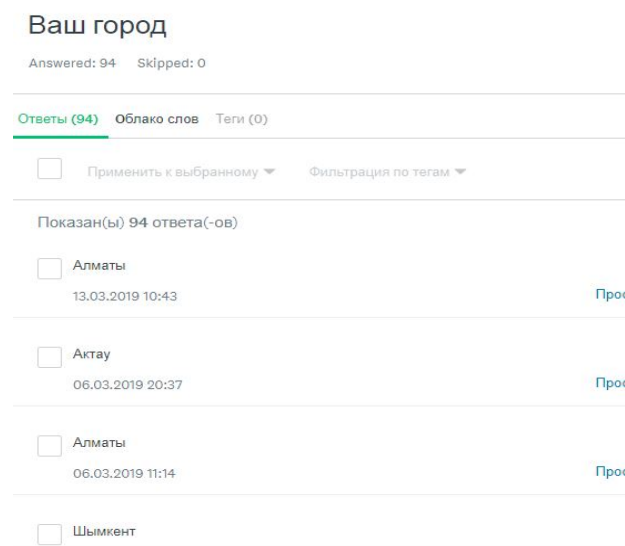 Ваш город
Answered: 94 Skipped: 0
Ответы (94) Облако слов Теги (0)
Применить к выбранному Фильтрация по тегам
Показан(ы) 94 ответа(-ов)
Алматы
13.03.2019 10:43
Актау
06.03.2019 20:37
Алматы
06.03.2019 11:14
Шымкент